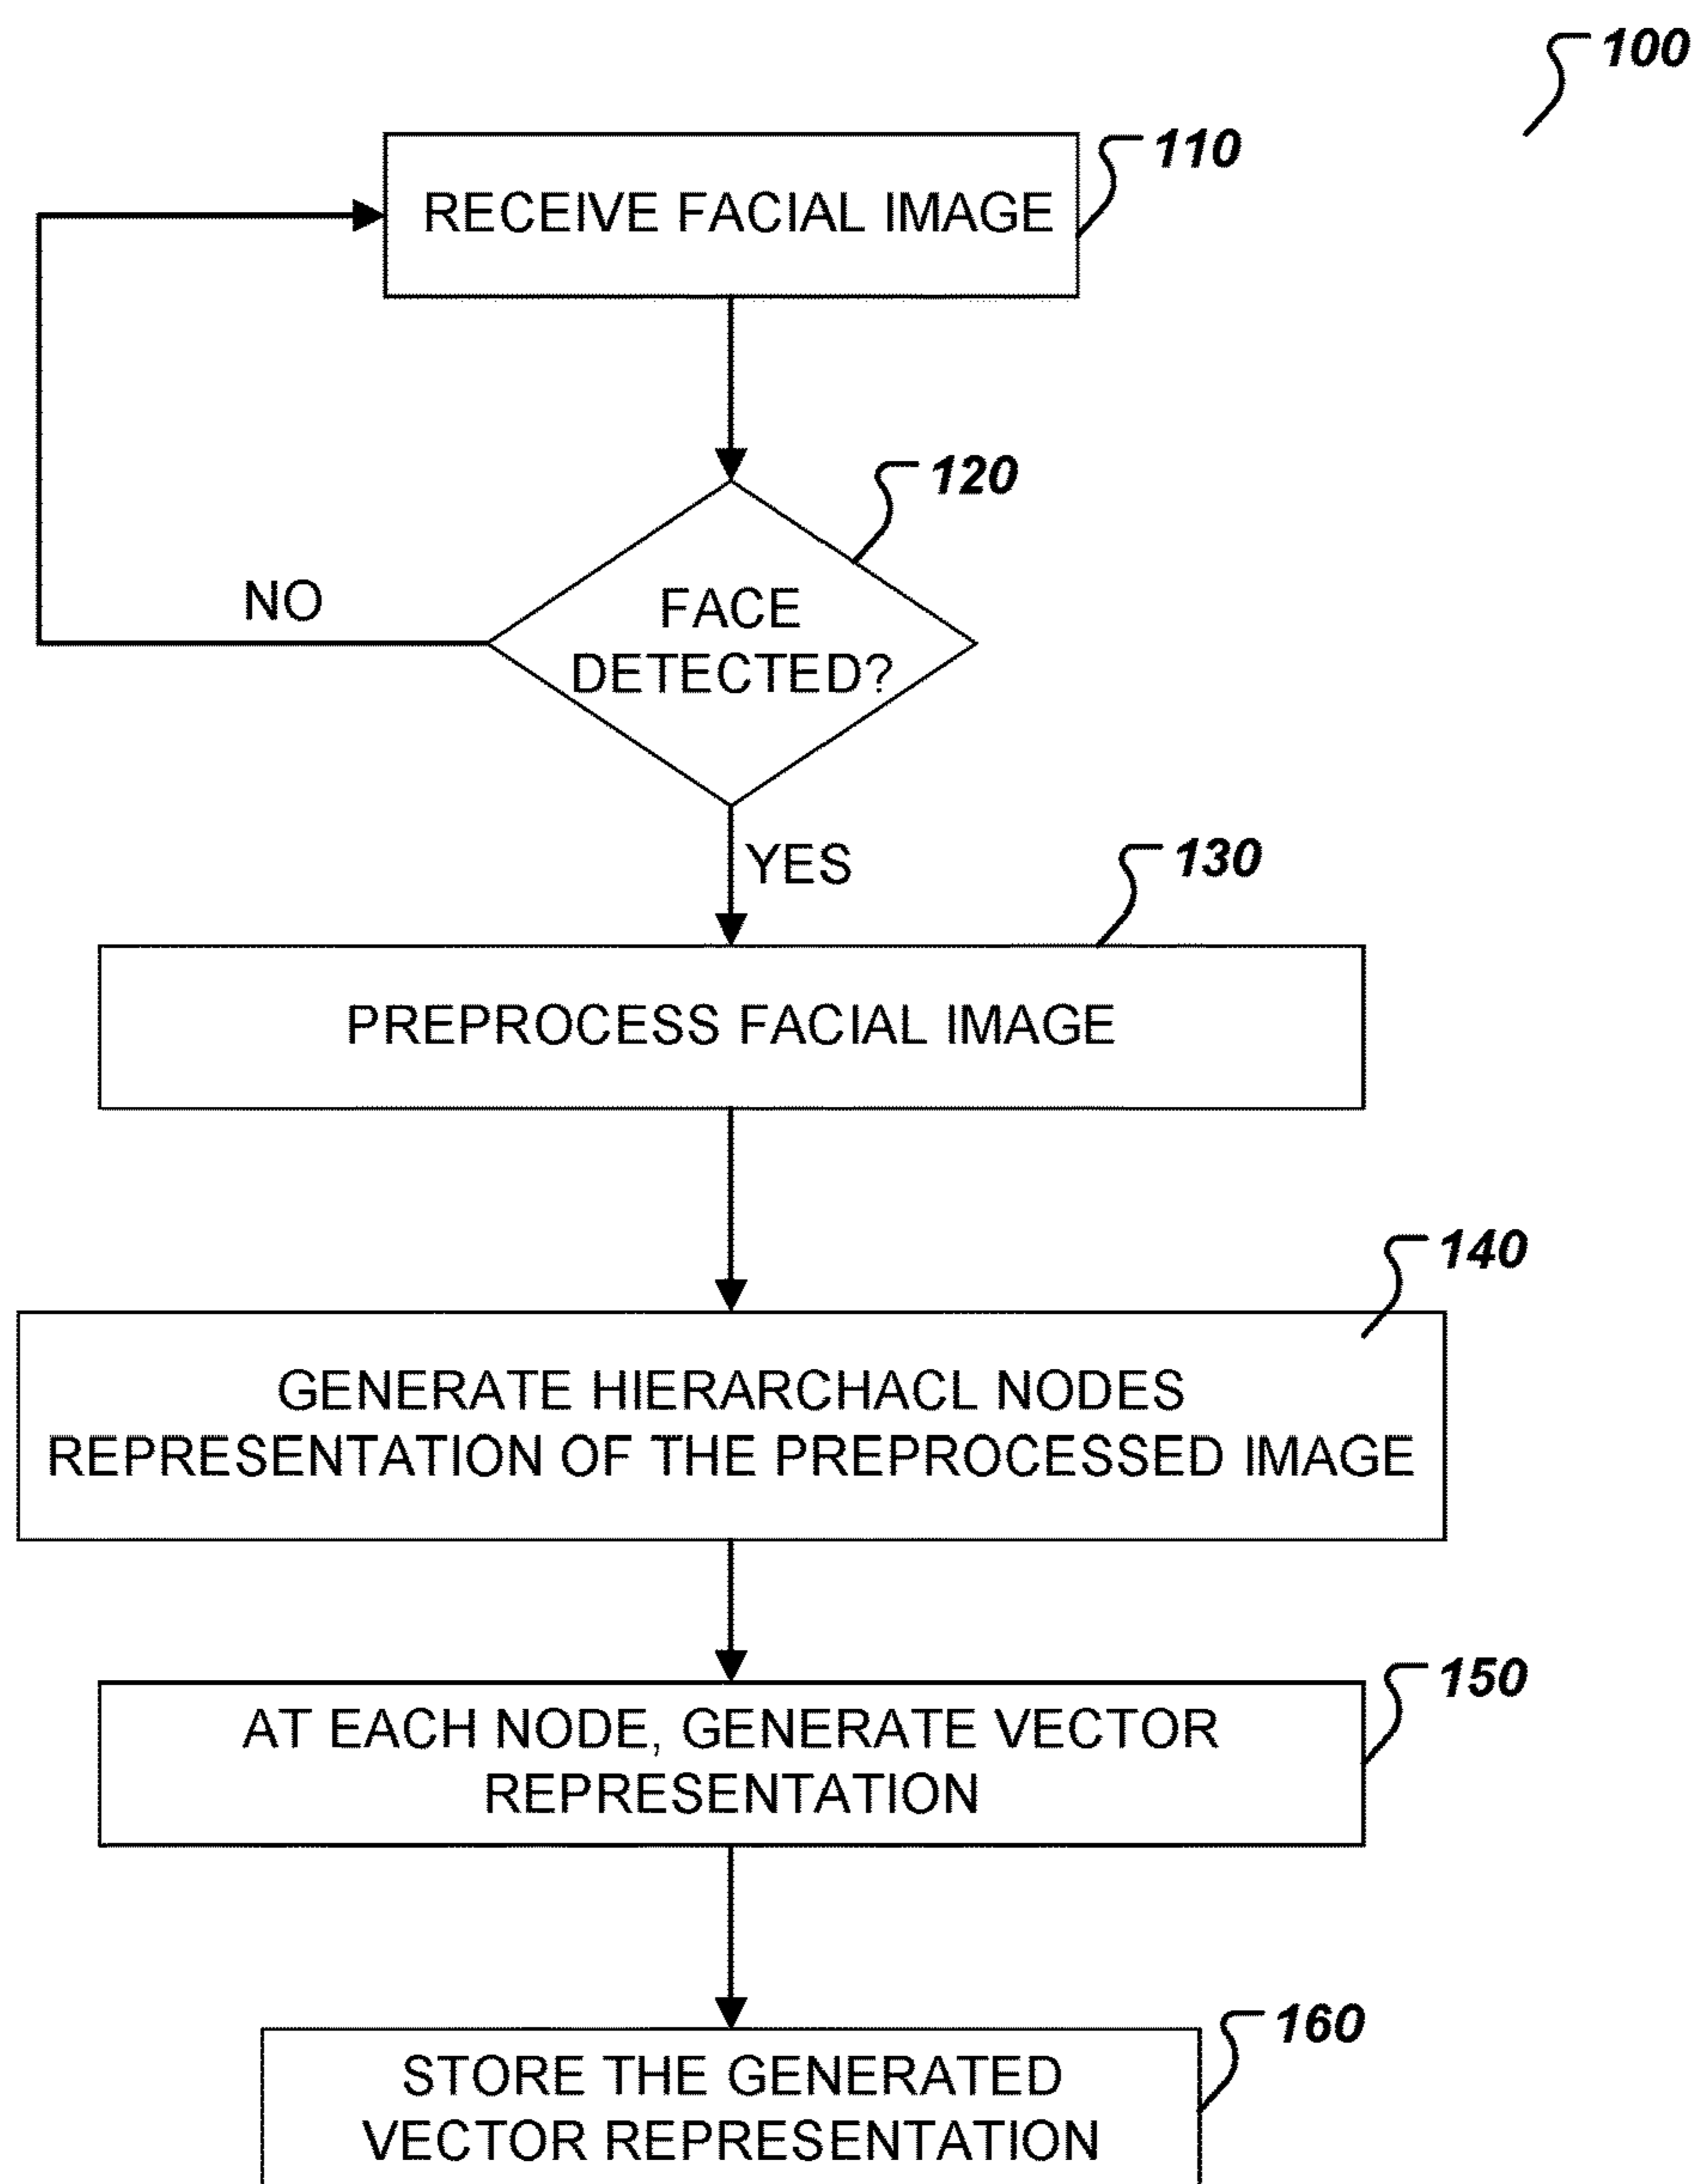 100
110
RECEIVE FACIAL IMAGE
120
FACE
DETECTED?
NO
YES
130
PREPROCESS FACIAL IMAGE
140
GENERATE HIERARCHACL NODES
REPRESENTATION OF THE PREPROCESSED IMAGE
150
AT EACH NODE, GENERATE VECTOR
REPRESENTATION
160
STORE THE GENERATED
VECTOR REPRESENTATION